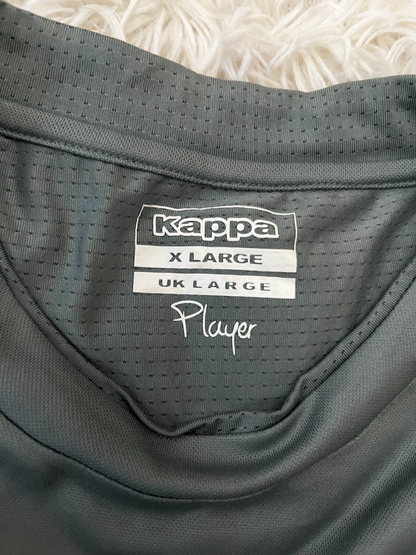 Kappa
X LARGE
UK LARGE
Player